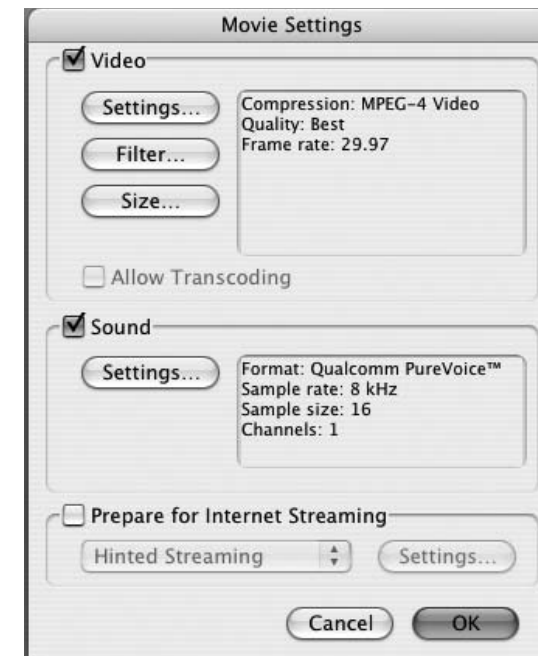 Movie Settings
Video
Settings...
Compression: MPEG-4 Video
Quality: Best
Frame rate: 29.97
Filter...
Size...
Allow Transcoding
Sound
Settings...
Format: Qualcomm PureVoice™
Sample rate: 8 kHz
Sample size: 16
Channels: 1
Prepare for Internet Streaming
Hinted Streaming
Settings...
Cancel
OK